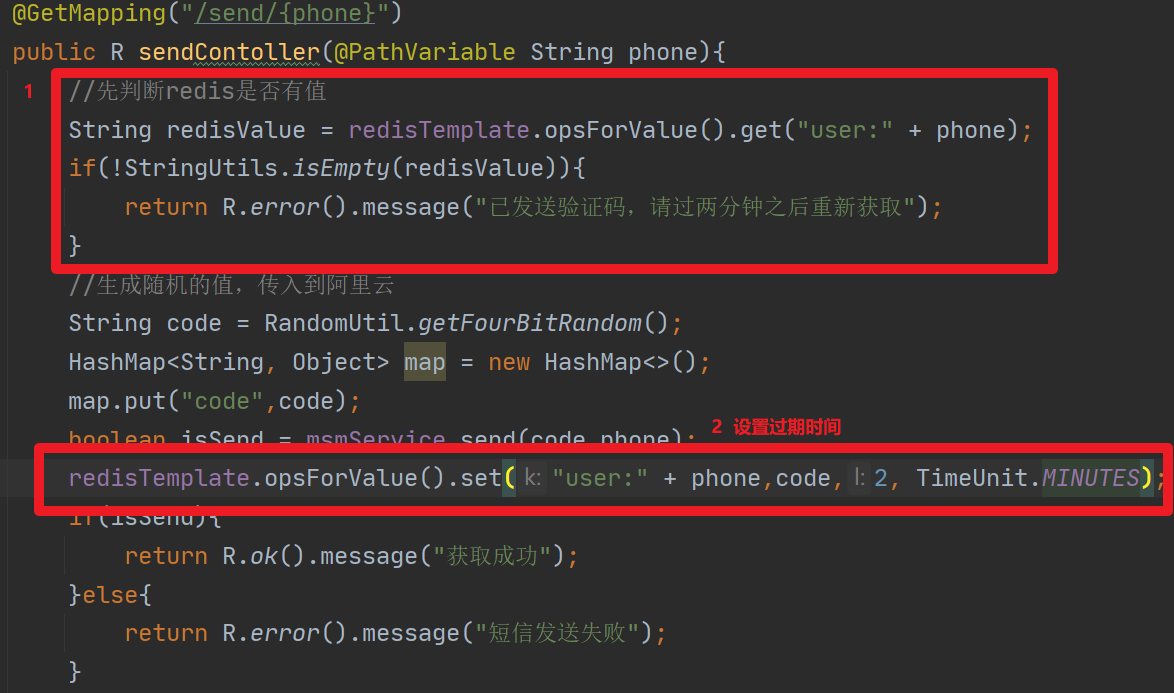 @GetMapping("/send/{phone}")
public R sendContoller(@PathVariable String phone){
1 //先判断redis是否有值
String redisValue = redisTemplate.opsForValue().get("user:" + phone);
if(!StringUtils.isEmpty(redisValue)){
return R.error().message("已发送验证码，请过两分钟之后重新获取");
}
//生成随机的值，传入到阿里云
String code = RandomUtil.getFourBitRandom();
HashMap<String, Object> map = new HashMap<>();
map.put("code",code);
boolean isSend = msmService.send(code,phone); 2 设置过期时间
redisTemplate.opsForValue().set( k: "user:" + phone,code, l: 2, TimeUnit.MINUTES);
if(isSend){
return R.ok().message("获取成功");
}else{
return R.error().message("短信发送失败");
}